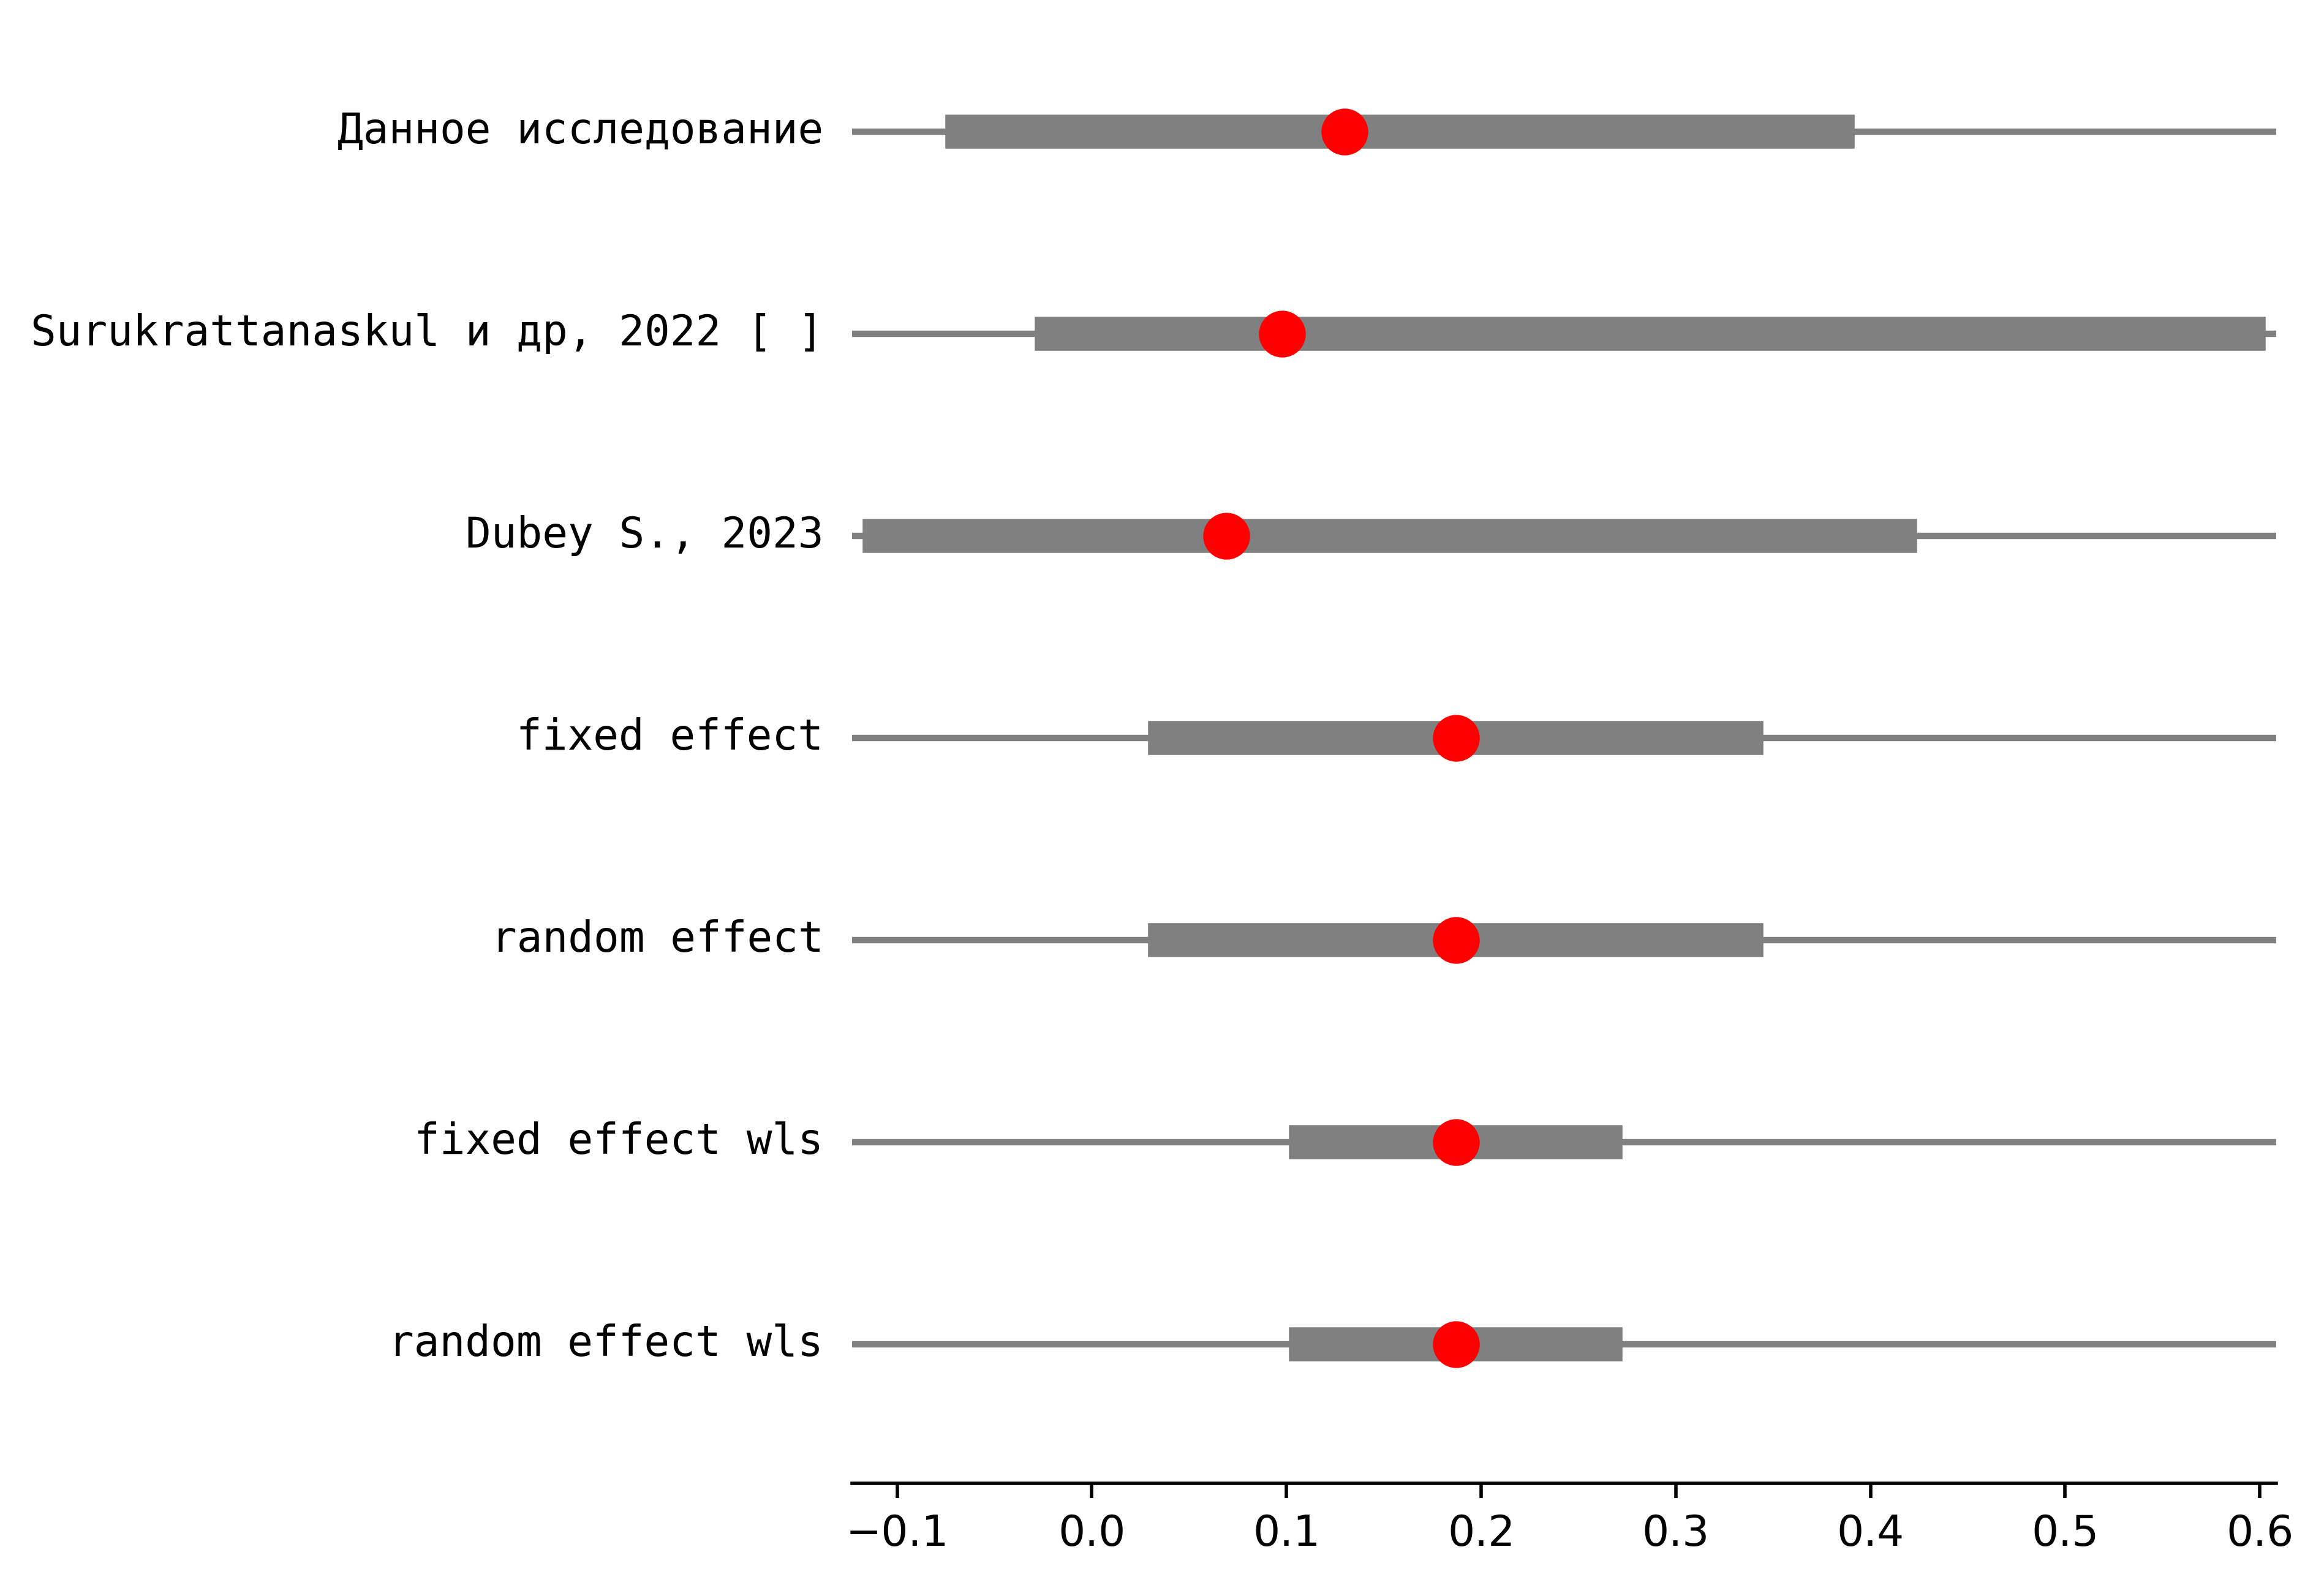 Данное исследование
Surukrattanaskul и др, 2022 [ ]
Dubey S., 2023
fixed effect
random effect
fixed effect wls
random effect wls
−0.1 0.0 0.1 0.2 0.3 0.4 0.5 0.6